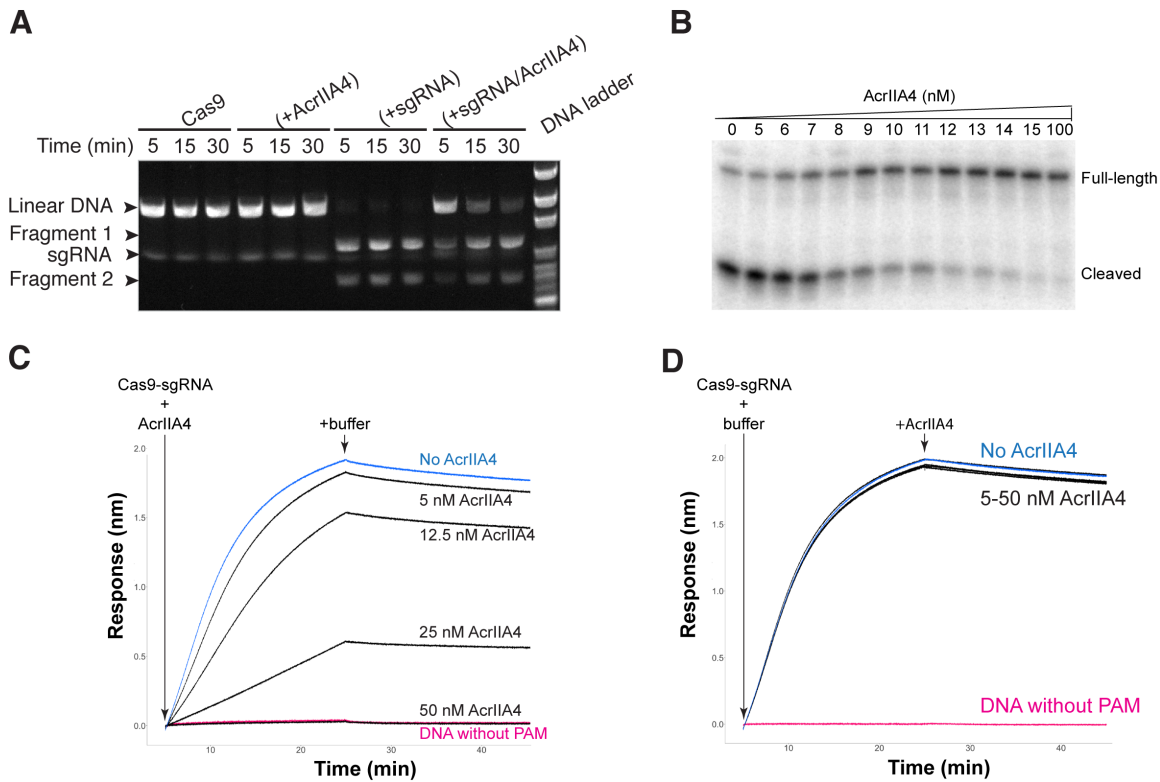 A
Cas9
(+AcrIIA4)
(+sgRNA)
(+sgRNA/AcrIIA4)
DNA ladder
Time (min) 5 15 30 5 15 30 5 15 30 5 15 30
Linear DNA
Fragment 1
sgRNA
Fragment 2
B
AcrIIA4 (nM)
0 5 6 7 8 9 10 11 12 13 14 15 100
Full-length
Cleaved
C
Cas9-sgRNA
+
AcrIIA4
+buffer
No AcrIIA4
5 nM AcrIIA4
12.5 nM AcrIIA4
25 nM AcrIIA4
50 nM AcrIIA4
DNA without PAM
2.0
1.5
1.0
0.5
0.0
Response (nm)
10 20 30 40
Time (min)
D
Cas9-sgRNA
+
buffer
+AcrIIA4
No AcrIIA4
5-50 nM AcrIIA4
DNA without PAM
2.0
1.5
1.0
0.5
0.0
Response (nm)
10 20 30 40
Time (min)